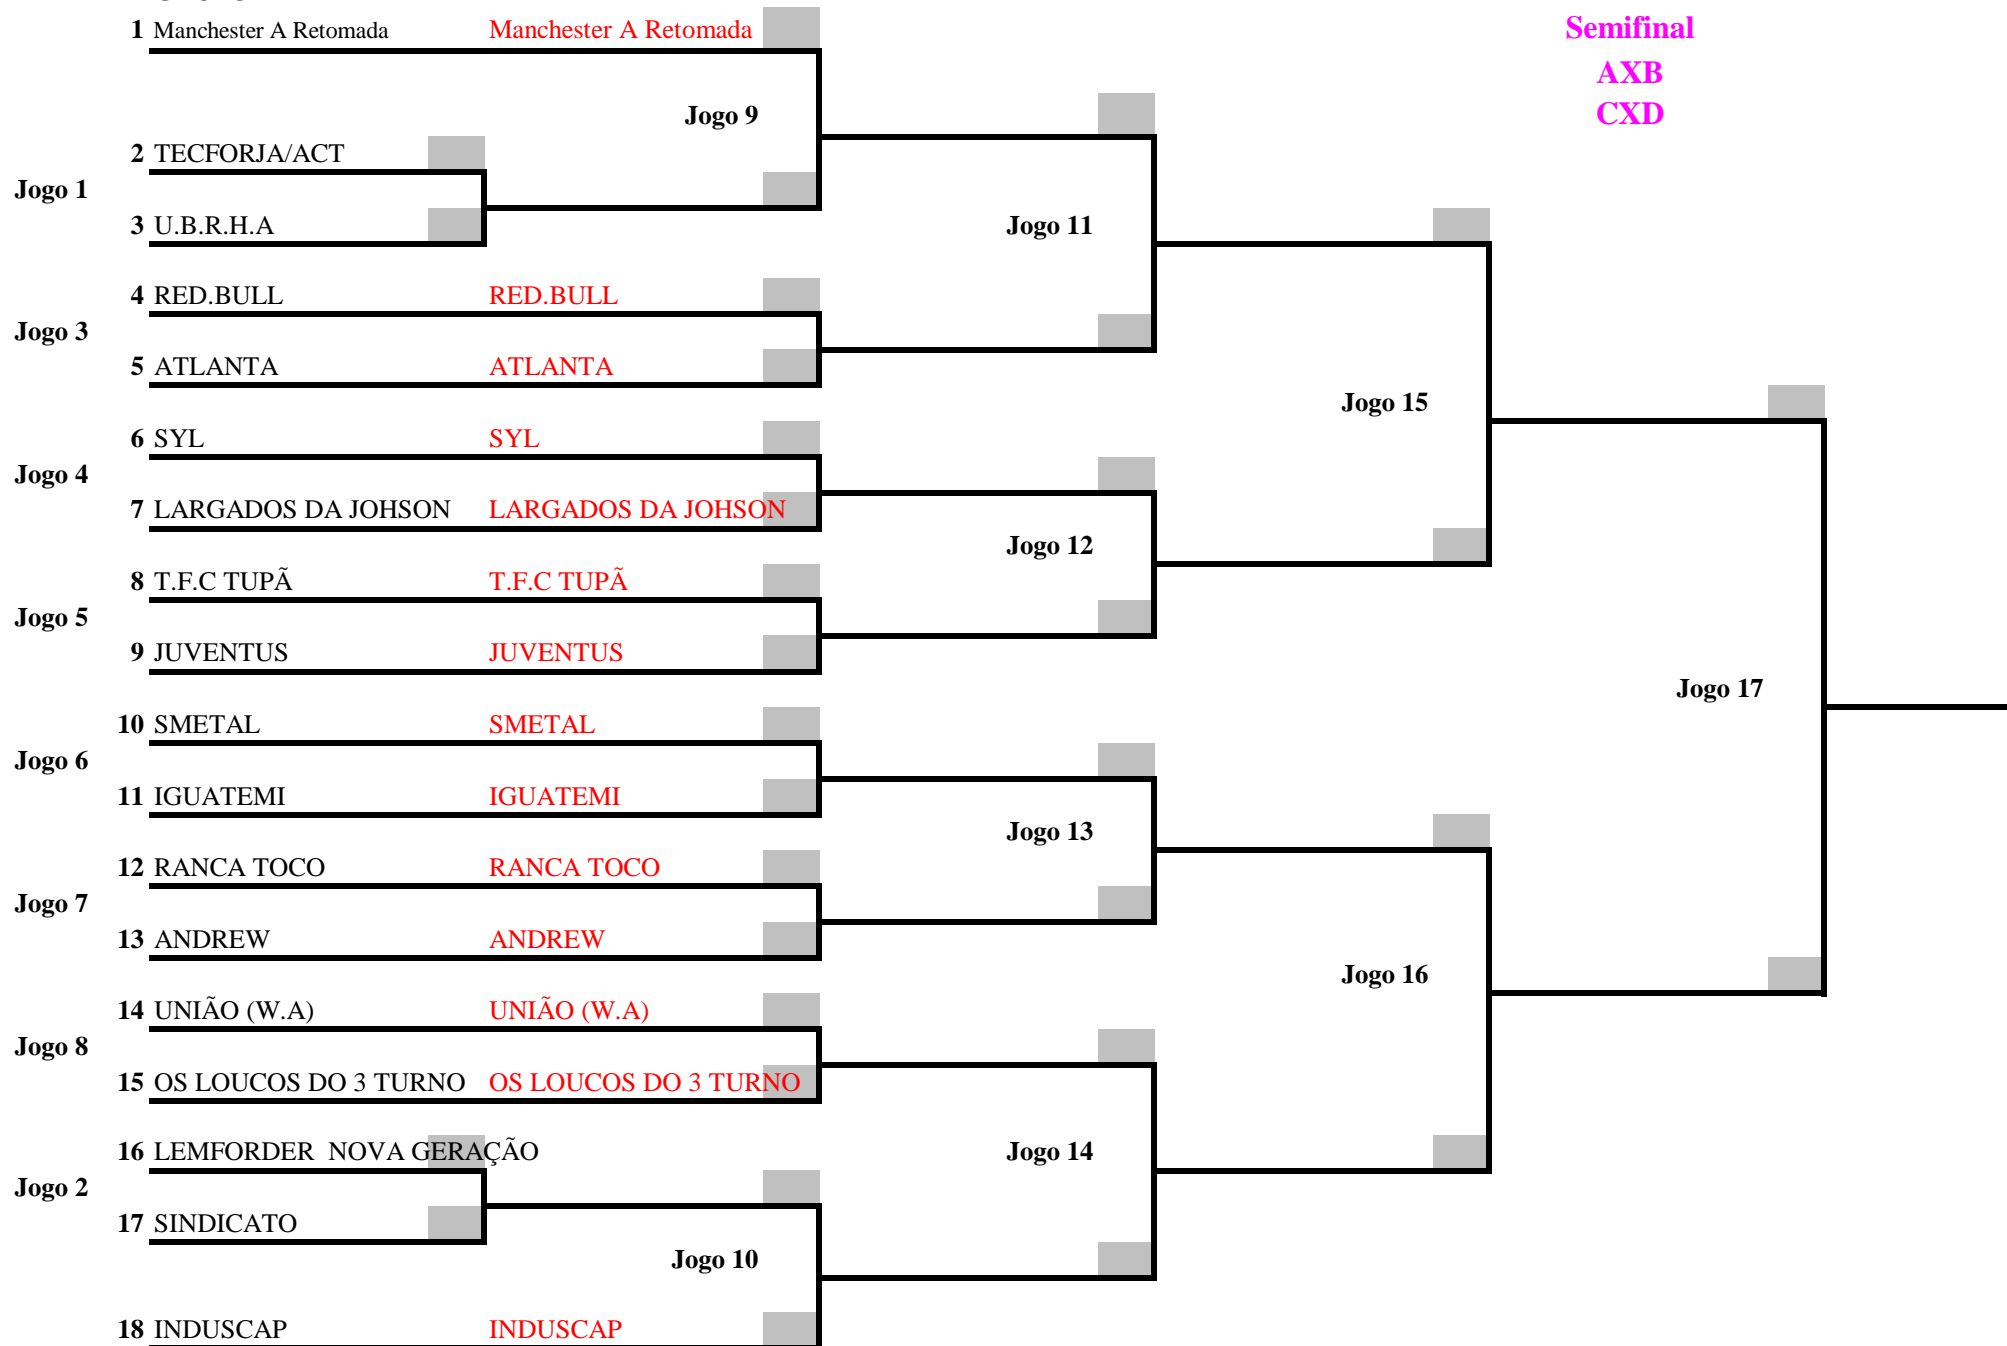 1 Manchester A Retomada Manchester A Retomada
Semifinal
AXB
CXD
Jogo 9
2 TECFORJA/ACT
Jogo 1
3 U.B.R.H.A
Jogo 11
4 RED.BULL RED.BULL
Jogo 3
5 ATLANTA ATLANTA
Jogo 15
6 SYL SYL
Jogo 4
7 LARGADOS DA JOHSON LARGADOS DA JOHSON
Jogo 12
8 T.F.C TUPÃ T.F.C TUPÃ
Jogo 5
9 JUVENTUS JUVENTUS
Jogo 17
10 SMETAL SMETAL
Jogo 6
11 IGUATEMI IGUATEMI
Jogo 13
12 RANCA TOCO RANCA TOCO
Jogo 7
13 ANDREW ANDREW
Jogo 16
14 UNIÃO (W.A) UNIÃO (W.A)
Jogo 8
15 OS LOUCOS DO 3 TURNO OS LOUCOS DO 3 TURNO
16 LEMFORDER NOVA GERAÇÃO
Jogo 14
Jogo 2
17 SINDICATO
Jogo 10
18 INDUSCAP INDUSCAP